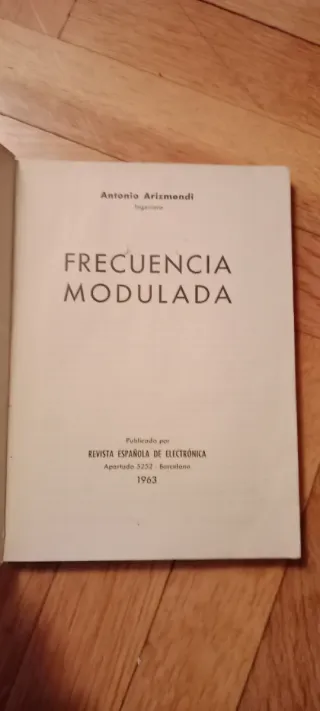 Antonio Arizmendi
Ingeniero
FRECUENCIA
MODULADA
Publicado por
REVISTA ESPAÑOLA DE ELECTRÓNICA
Apartado 5252 - Barcelona
1963